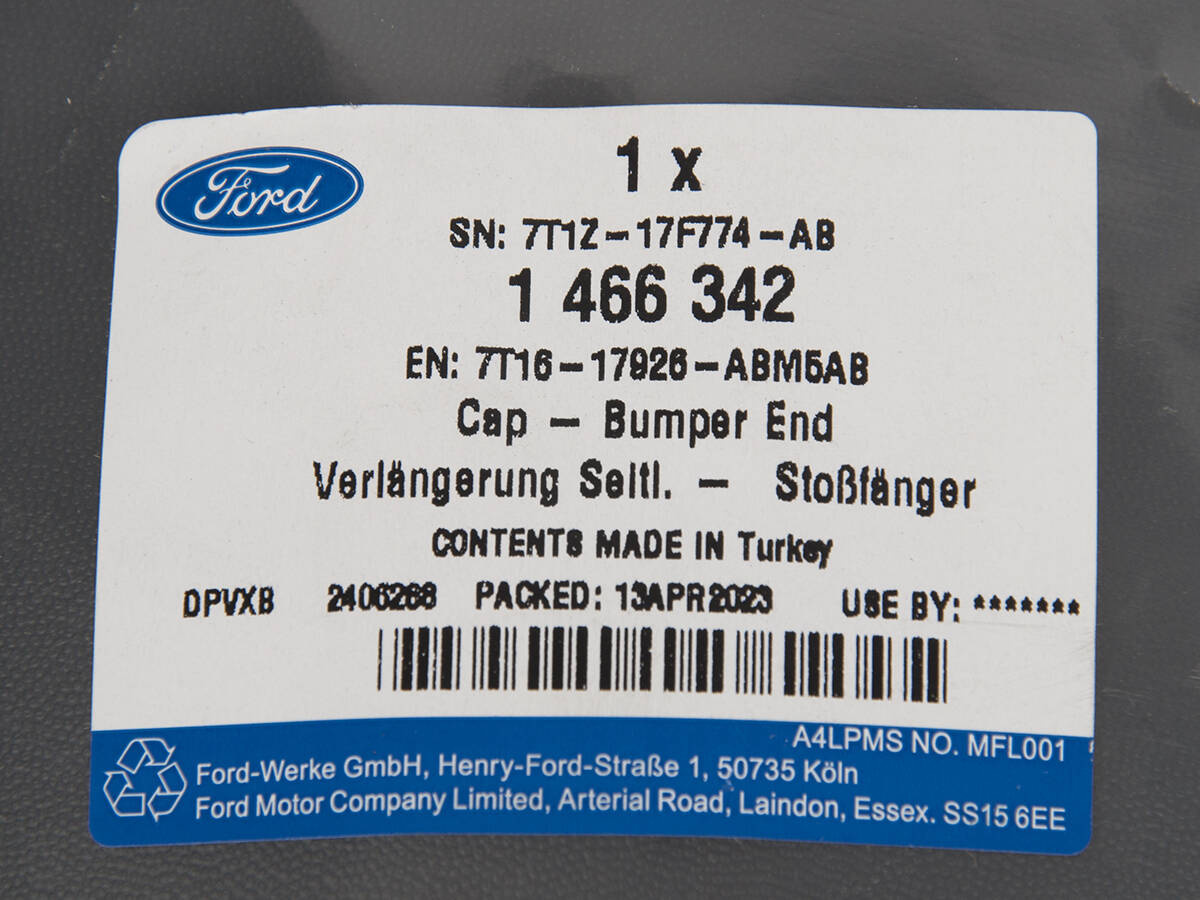 Ford
1 x
SN: 7T1Z-17F774-AB
1 466 342
EN: 7T16-17926-ABM5AB
Cap - Bumper End
Verlängerung Seitl. - Stoßfänger
CONTENTS MADE IN Turkey
DPVXB 2406268 PACKED: 13APR2023 USE BY: *******
A4LPMS NO. MFL001
Ford-Werke GmbH, Henry-Ford-Straße 1, 50735 Köln
Ford Motor Company Limited, Arterial Road, Laindon, Essex. SS15 6EE